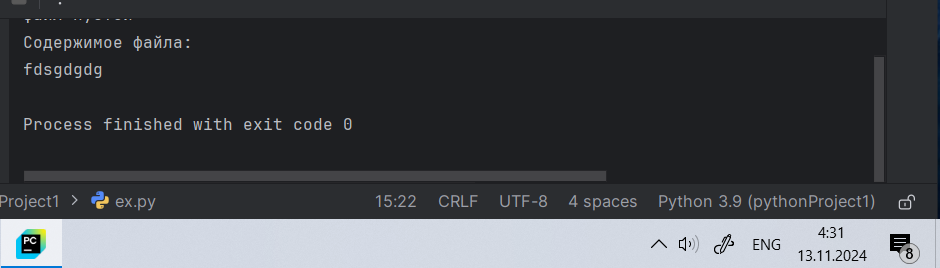 Содержимое файла:
fdsgdgdg
Process finished with exit code 0
Project1 > ex.py 15:22 CRLF UTF-8 4 spaces Python 3.9 (pythonProject1)
PC ENG 4:31
13.11.2024 8